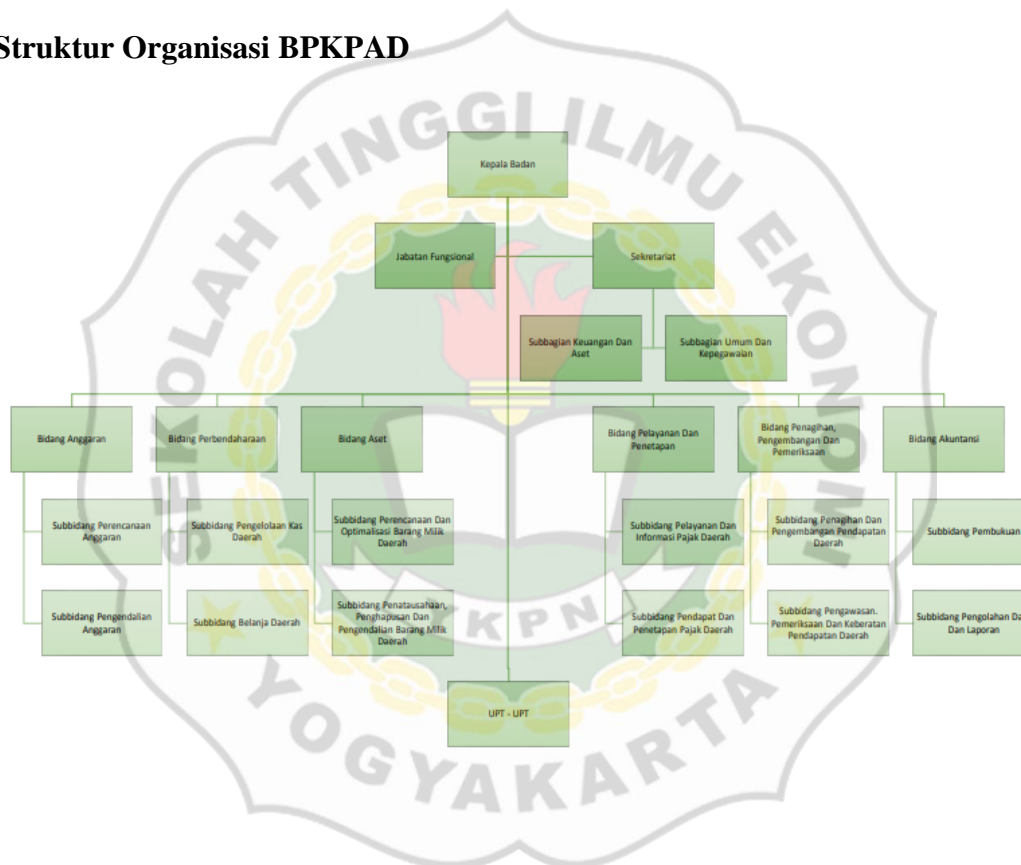 Struktur Organisasi BPKPAD
Kepala Badan
Jabatan Fungsional
Sekretariat
Subbagian Keuangan Dan
Aset
Subbagian Umum Dan
Kepegawaian
Bidang Anggaran
Bidang Perbendaharaan
Bidang Aset
Bidang Pelayanan Dan
Penetapan
Bidang Penagihan,
Pengembangan Dan
Pemeriksaan
Bidang Akuntansi
Subbidang Perencanaan
Anggaran
Subbidang Pengelolaan Kas
Daerah
Subbidang Perencanaan Dan
Optimalisasi Barang Milik
Daerah
Subbidang Pelayanan Dan
Informasi Pajak Daerah
Subbidang Penagihan Dan
Pengembangan Pendapatan
Daerah
Subbidang Pembukuan
Subbidang Pengendalian
Anggaran
Subbidang Belanja Daerah
Subbidang Penatausahaan,
Penghapusan Dan
Pengendalian Barang Milik
Daerah
Subbidang Pendapat Dan
Penetapan Pajak Daerah
Subbidang Pengawasan.
Pemeriksaan Dan Keberatan
Pendapatan Daerah
Subbidang Pengolahan Da
Dan Laporan
UPT - UPT
SEKOLAH TINGGI ILMU EKONOMI
YKPN
YOGYAKARTA